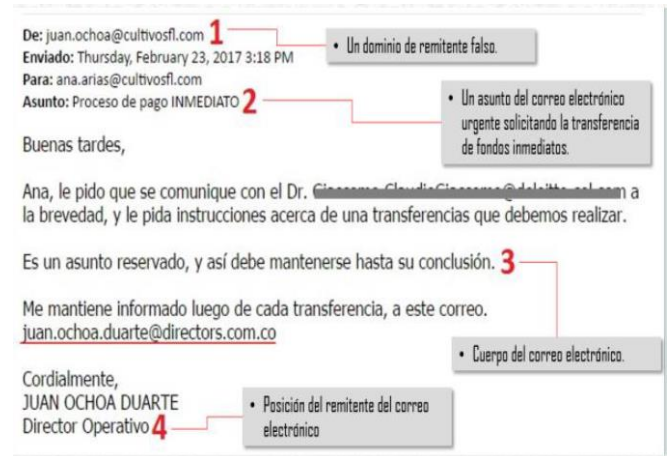 De: juan.ochoa@cultivosfl.com 1
• Un dominio de remitente falso.
Enviado: Thursday, February 23, 2017 3:18 PM
Para: ana.arias@cultivosfl.com
Asunto: Proceso de pago INMEDIATO 2
• Un asunto del correo electrónico
urgente solicitando la transferencia
de fondos inmediatos.
Buenas tardes,
Ana, le pido que se comunique con el Dr. a
la brevedad, y le pida instrucciones acerca de una transferencias que debemos realizar.
Es un asunto reservado, y así debe mantenerse hasta su conclusión. 3
Me mantiene informado luego de cada transferencia, a este correo.
juan.ochoa.duarte@directors.com.co
• Cuerpo del correo electrónico.
Cordialmente,
JUAN OCHOA DUARTE
Director Operativo 4
• Posición del remitente del correo
electrónico